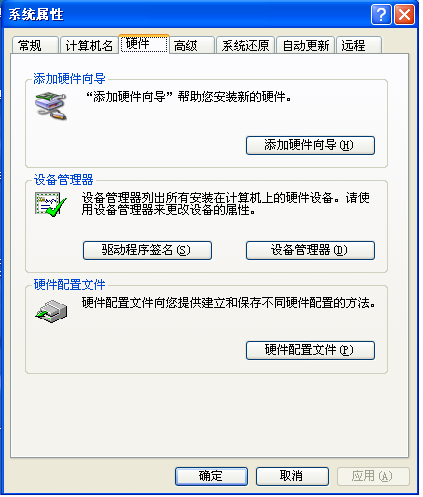 系统属性
常规
计算机名
硬件
高级
系统还原
自动更新
远程
添加硬件向导
“添加硬件向导”帮助您安装新的硬件。
添加硬件向导(H)
设备管理器
设备管理器列出所有安装在计算机上的硬件设备。请使
用设备管理器来更改设备的属性。
驱动程序签名(S)
设备管理器(D)
硬件配置文件
硬件配置文件向您提供建立和保存不同硬件配置的方法。
硬件配置文件(P)
确定
取消
应用(A)